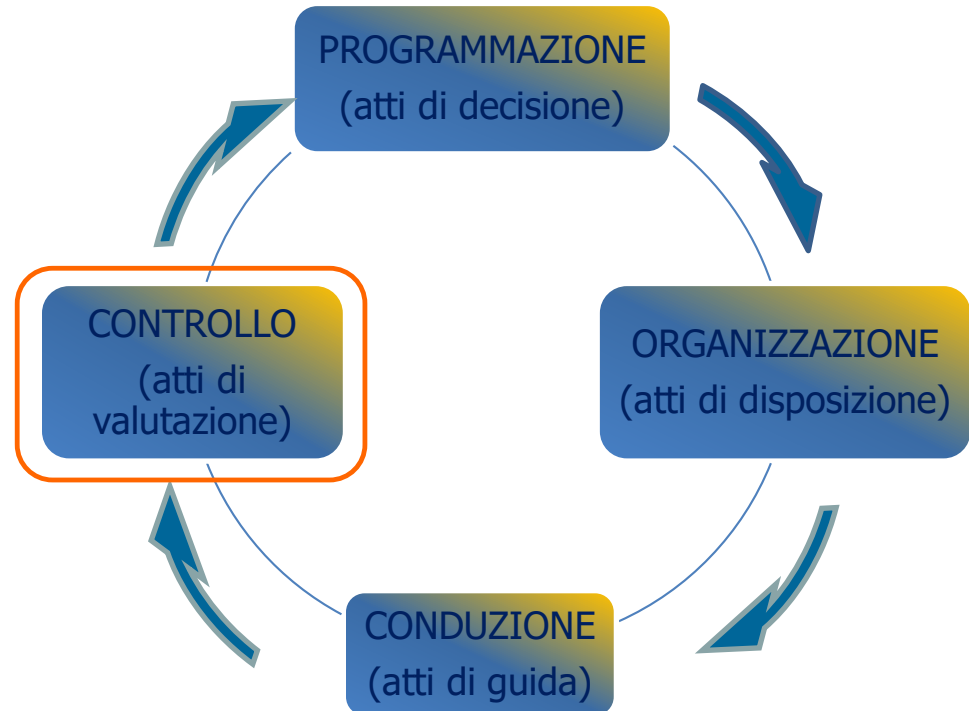 PROGRAMMAZIONE
(atti di decisione)
CONTROLLO
(atti di
valutazione)
ORGANIZZAZIONE
(atti di disposizione)
CONDUZIONE
(atti di guida)